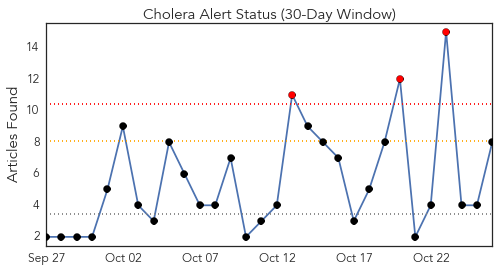 Cholera Alert Status (30-Day Window)
Articles Found
14
12
10
8
6
4
2
Sep 27 Oct 02 Oct 07 Oct 12 Oct 17 Oct 22